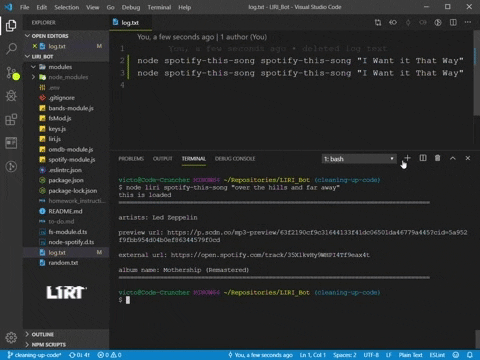 File Edit Selection View Go Debug Terminal Help log.txt - LIRI_Bot - Visual Studio Code
EXPLORER
OPEN EDITORS
log.txt U
LIRI_BOT
modules
node_modules
.env
.gitignore
bands-module.js
fsMod.js
keys.js
liri.js
omdb-module.js
spotify-module.js
.eslintrc.json
package.json
package-lock.json
homework_instruc...
README.md
to-do.md
fs-module.d.ts
node-spotify.d.ts
log.txt
random.txt
LIRI
OUTLINE
NPM SCRIPTS
log.txt
You, a few seconds ago | 1 author (You)
You, a few seconds ago • deleted log text
1
2 node spotify-this-song spotify-this-song "I Want it That Way"
3 node spotify-this-song spotify-this-song "I Want it That Way"
4
PROBLEMS OUTPUT TERMINAL DEBUG CONSOLE 1: bash
victo@Code-Cruncher MINGW64 ~/Repositories/LIRI_Bot (cleaning-up-code)
$ node liri spotify-this-song "over the hills and far away"
this is loaded
artists: Led Zeppelin
preview url: https://p.scdn.co/mp3-preview/
external url: https://open.spotify.com/track/
album name: Mothership (Remastered)
victo@Code-Cruncher MINGW64 ~/Repositories/LIRI_Bot (cleaning-up-code)
$
cleaning-up-code* 0↓ 4↑ 0 0 You, a few seconds ago Ln 1, Col 1 Spaces: 2 UTF-8 LF Plain Text ESLint